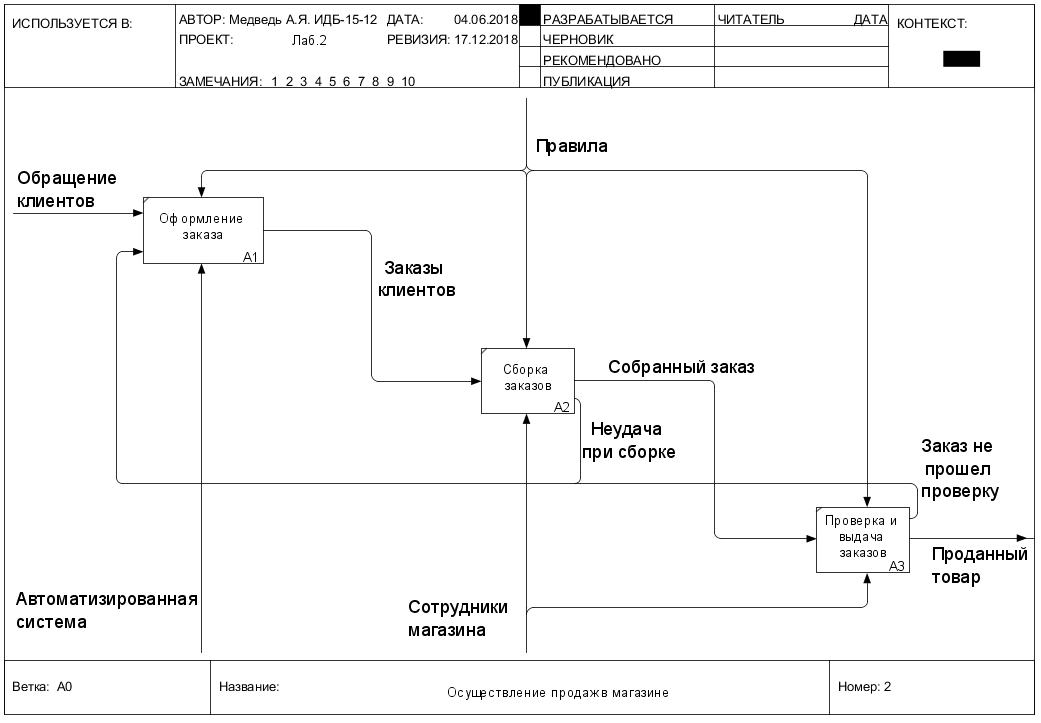 ИСПОЛЬЗУЕТСЯ В:
АВТОР: Медведь А.Я. ИДБ-15-12 ДАТА: 04.06.2018
РАЗРАБАТЫВАЕТСЯ
ЧИТАТЕЛЬ ДАТА
КОНТЕКСТ:
ПРОЕКТ: Лаб.2 РЕВИЗИЯ: 17.12.2018
ЧЕРНОВИК
РЕКОМЕНДОВАНО
ЗАМЕЧАНИЯ: 1 2 3 4 5 6 7 8 9 10
ПУБЛИКАЦИЯ
Правила
Обращение
клиентов
Оформление
заказа
A1
Заказы
клиентов
Сборка
заказов
A2
Собранный заказ
Неудача
при сборке
Заказ не
прошел
проверку
Проверка и
выдача
заказов
A3
Проданный
товар
Автоматизированная
система
Сотрудники
магазина
Ветка: A0
Название:
Осуществление продаж в магазине
Номер: 2